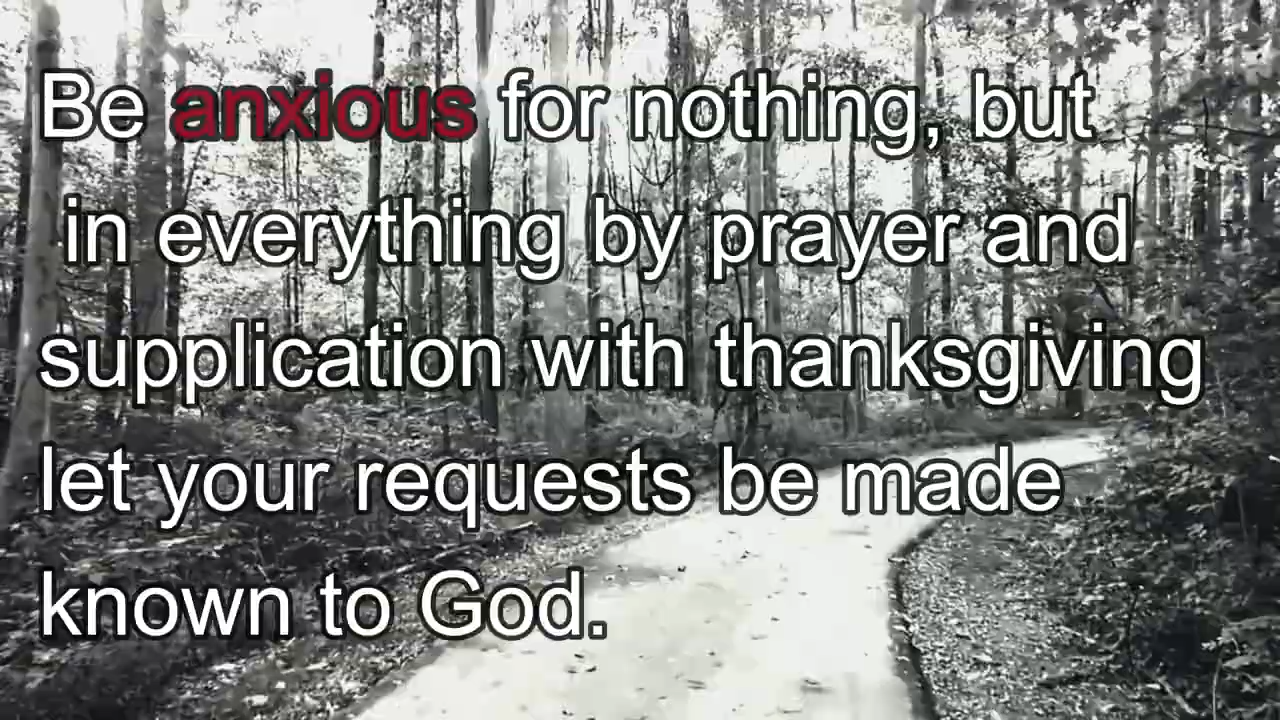 Be anxious for nothing, but
in everything by prayer and
supplication with thanksgiving
let your requests be made
known to God.